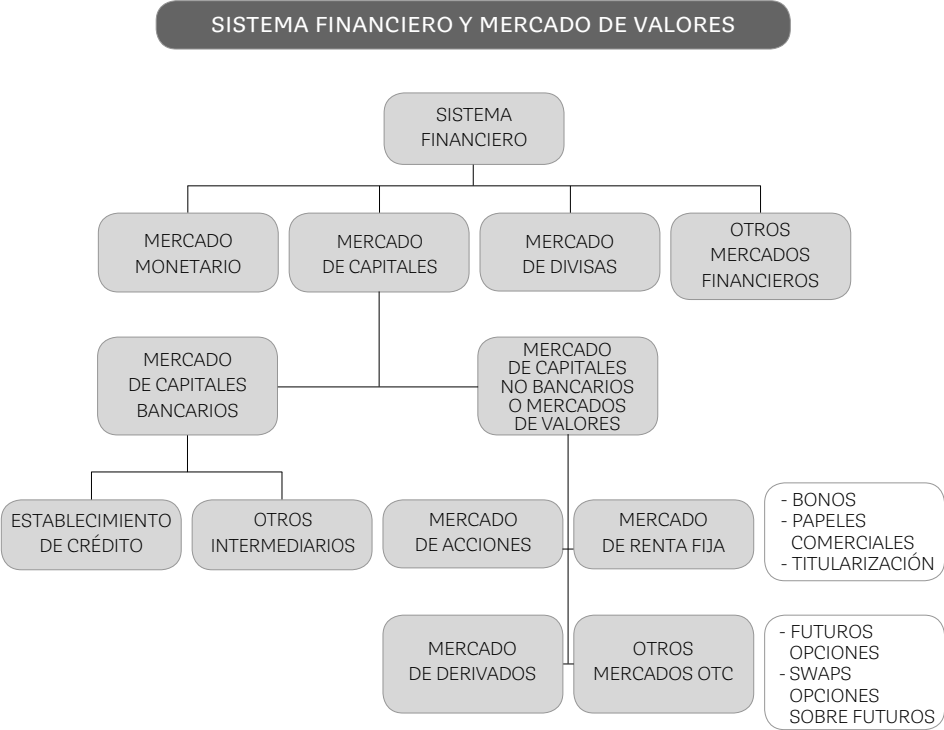 SISTEMA FINANCIERO Y MERCADO DE VALORES
SISTEMA
FINANCIERO
MERCADO
MONETARIO
MERCADO
DE CAPITALES
MERCADO
DE DIVISAS
OTROS
MERCADOS
FINANCIEROS
MERCADO
DE CAPITALES
BANCARIOS
MERCADO
DE CAPITALES
NO BANCARIOS
O MERCADOS
DE VALORES
ESTABLECIMIENTO
DE CRÉDITO
OTROS
INTERMEDIARIOS
MERCADO
DE ACCIONES
MERCADO
DE RENTA FIJA
- BONOS
- PAPELES
COMERCIALES
- TITULARIZACIÓN
MERCADO
DE DERIVADOS
OTROS
MERCADOS OTC
- FUTUROS
OPCIONES
- SWAPS
OPCIONES
SOBRE FUTUROS